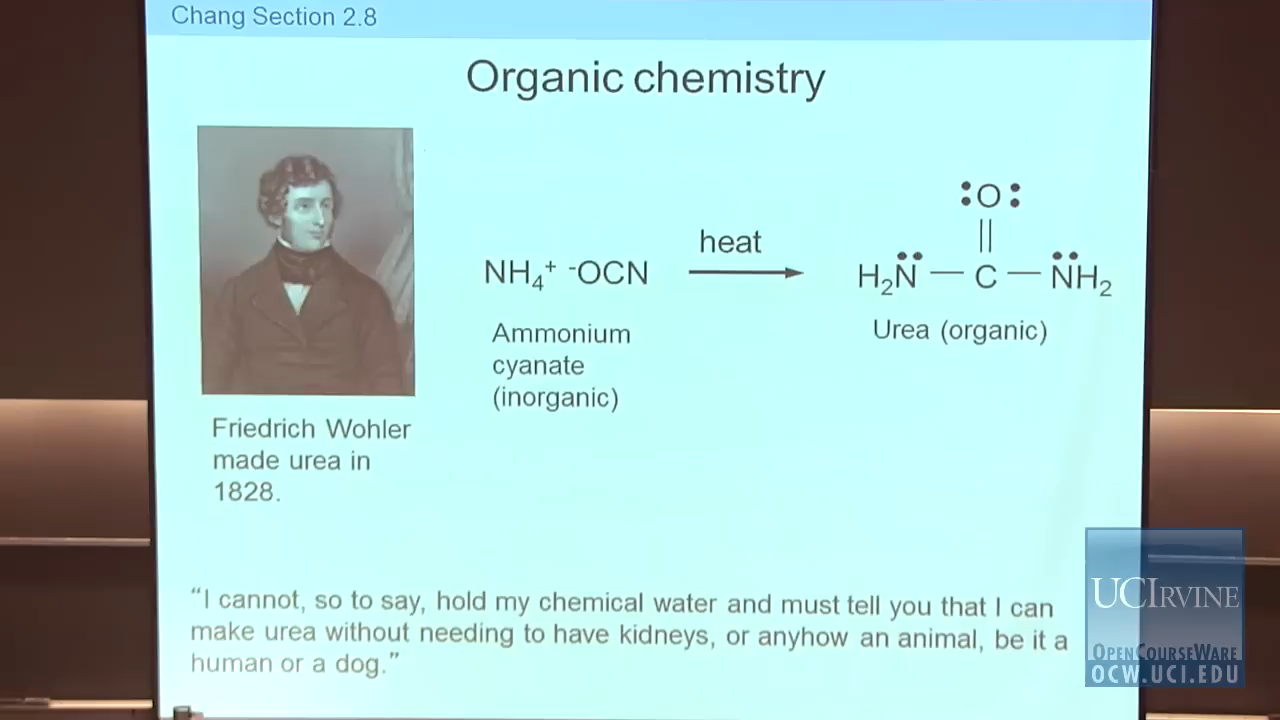 Chang Section 2.8
Organic chemistry
:O:
||
heat
NH₄⁺ ⁻OCN
H₂N̈ — C — N̈H₂
Ammonium
cyanate
(inorganic)
Urea (organic)
Friedrich Wohler
made urea in
1828.
“I cannot, so to say, hold my chemical water and must tell you that I can
make urea without needing to have kidneys, or anyhow an animal, be it a
human or a dog.”
UCIRVINE
OPENCOURSEWARE
OCW.UCI.EDU